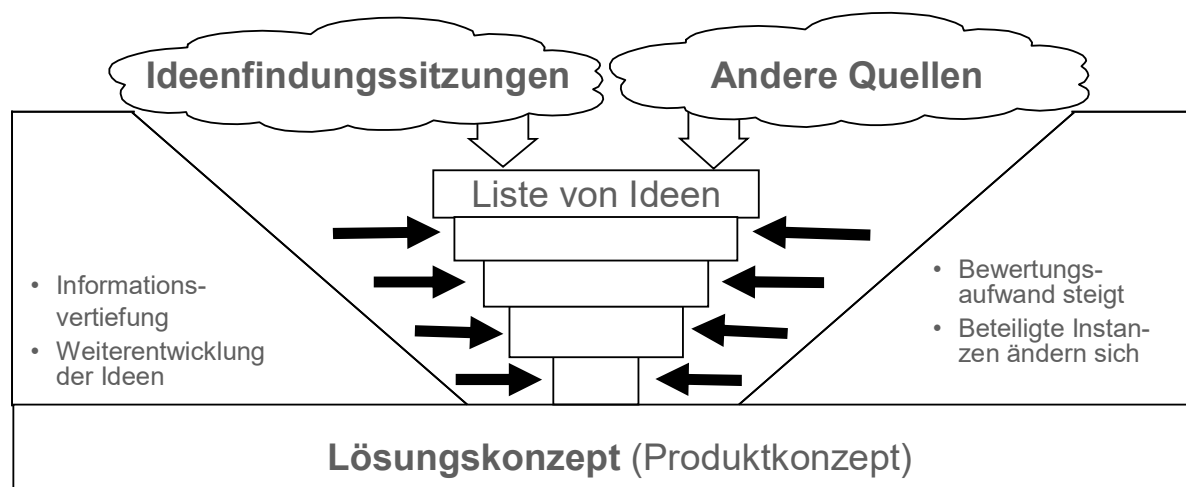 Ideenfindungssitzungen
Andere Quellen
Liste von Ideen
• Informations-
vertiefung
• Weiterentwicklung
der Ideen
• Bewertungs-
aufwand steigt
• Beteiligte Instan-
zen ändern sich
Lösungskonzept (Produktkonzept)